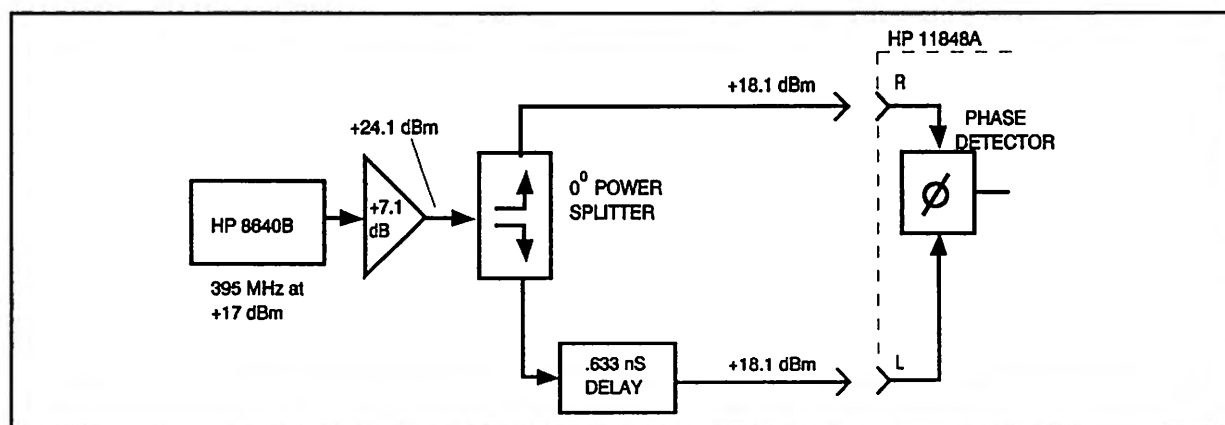 HP 11848A
+18.1 dBm
R
PHASE
DETECTOR
+24.1 dBm
0⁰ POWER
SPLITTER
HP 8640B
+7.1
dB
ø
395 MHz at
+17 dBm
.633 nS
DELAY
+18.1 dBm
L